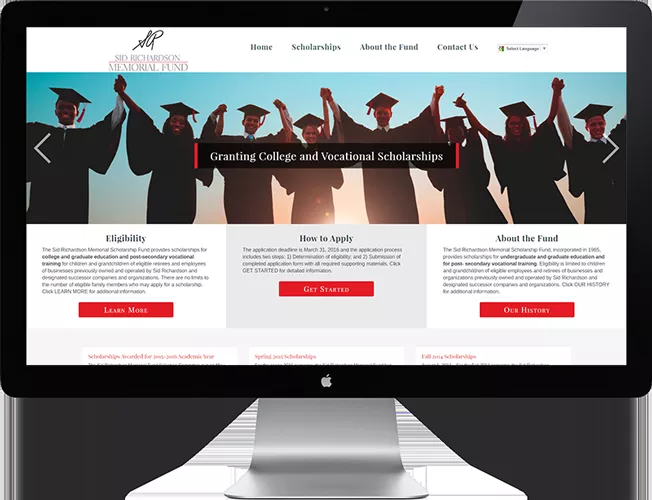 SR
SID RICHARDSON
MEMORIAL FUND
Home Scholarships About the Fund Contact Us Select Language ▼
Granting College and Vocational Scholarships
Eligibility
The Sid Richardson Memorial Scholarship Fund provides scholarships for
college and graduate education and post-secondary vocational
training for children and grandchildren of eligible retirees and employees
of businesses previously owned and operated by Sid Richardson and
designated successor companies and organizations. There are no limits to
the number of eligible family members who may apply for a scholarship.
Click LEARN MORE for additional information.
LEARN MORE
How to Apply
The application deadline is March 31, 2016 and the application process
includes two steps: 1) Determination of eligibility; and 2) Submission of
completed application form with all required supporting materials. Click
GET STARTED for detailed information.
GET STARTED
About the Fund
The Sid Richardson Memorial Scholarship Fund, incorporated in 1965,
provides scholarships for undergraduate and graduate education and
for post- secondary vocational training. Eligibility is limited to children
and grandchildren of eligible employees and retirees of businesses and
organizations previously owned and operated by Sid Richardson and
designated successor companies and organizations. Click OUR HISTORY
for additional information.
OUR HISTORY
Scholarships Awarded for 2015-2016 Academic Year
Spring 2015 Scholarships
Fall 2014 Scholarships